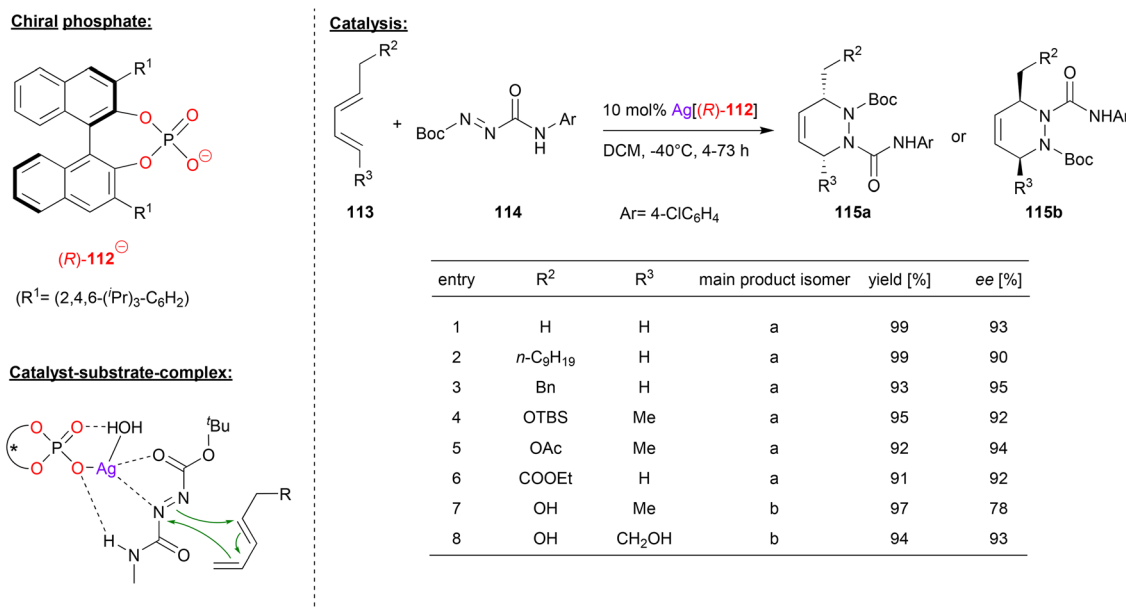 Chiral phosphate:
R¹
O
O
P
O
O⊖
R¹
(R)-112⊖
(R¹= (2,4,6-(ⁱPr)₃-C₆H₂)
Catalyst-substrate-complex:
*
O
O
P
O
O
HOH
Ag
O
ᵗBu
O
N
N
H
N
O
R
Catalysis:
R²
R³
113
+
Boc
N
N
O
N
H
Ar
114
10 mol% Ag[(R)-112]
DCM, -40°C, 4-73 h
Ar= 4-ClC₆H₄
R²
Boc
N
N
NHAr
R³
O
115a
or
R²
O
N
NHAr
N
Boc
R³
115b
entry R² R³ main product isomer yield [%] ee [%]
1 H H a 99 93
2 n-C₉H₁₉ H a 99 90
3 Bn H a 93 95
4 OTBS Me a 95 92
5 OAc Me a 92 94
6 COOEt H a 91 92
7 OH Me b 97 78
8 OH CH₂OH b 94 93